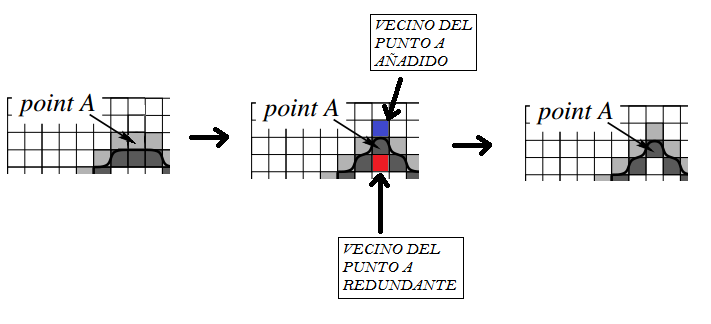 VECINO DEL
PUNTO A
AÑADIDO
point A
point A
point A
VECINO DEL
PUNTO A
REDUNDANTE